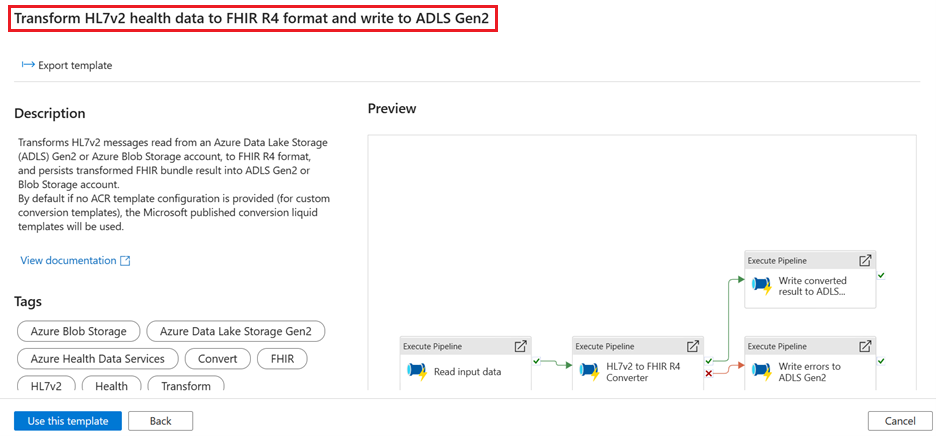 Transform HL7v2 health data to FHIR R4 format and write to ADLS Gen2
Export template
Description
Transforms HL7v2 messages read from an Azure Data Lake Storage
(ADLS) Gen2 or Azure Blob Storage account, to FHIR R4 format,
and persists transformed FHIR bundle result into ADLS Gen2 or
Blob Storage account.
By default if no ACR template configuration is provided (for custom
conversion templates), the Microsoft published conversion liquid
templates will be used.
View documentation
Tags
Azure Blob Storage
Azure Data Lake Storage Gen2
Azure Health Data Services
Convert
FHIR
HL7v2
Health
Transform
Preview
Execute Pipeline
Read input data
Execute Pipeline
HL7v2 to FHIR R4
Converter
Execute Pipeline
Write converted
result to ADLS...
Execute Pipeline
Write errors to
ADLS Gen2
Use this template
Back
Cancel